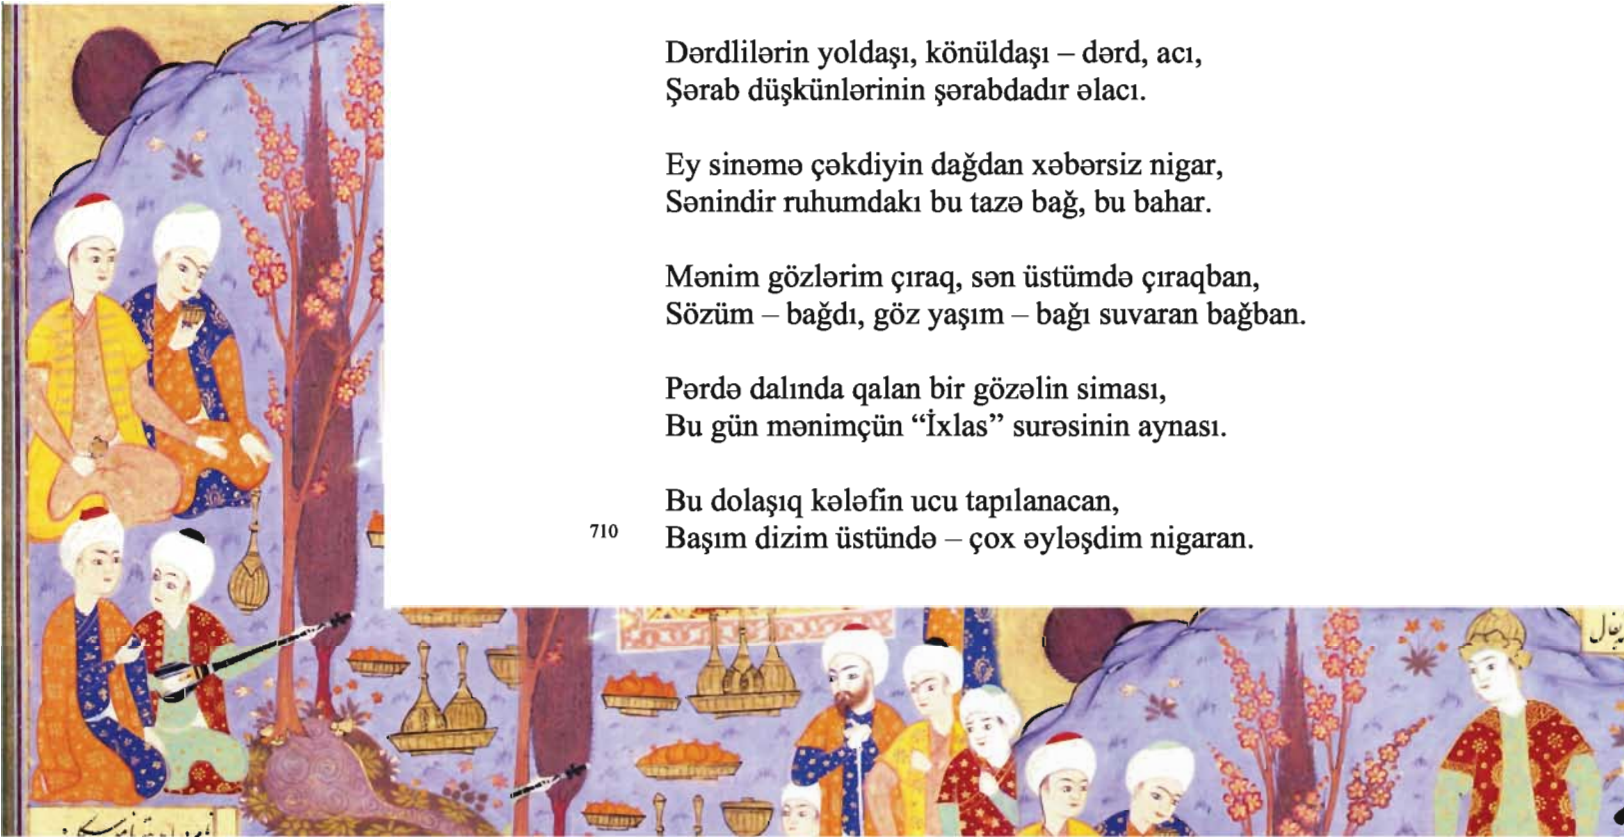 Dərdlilərin yoldaşı, könüldaşı – dərd, acı,
Şərab düşkünlərinin şərabdadır əlacı.
Ey sinəmə çəkdiyin dağdan xəbərsiz nigar,
Sənindir ruhumdakı bu tazə bağ, bu bahar.
Mənim gözlərim çıraq, sən üstümdə çıraqban,
Sözüm – bağdı, göz yaşım – bağı suvaran bağban.
Pərdə dalında qalan bir gözəlin siması,
Bu gün mənimçün “İxlas” surəsinin aynası.
Bu dolaşıq kələfin ucu tapılanacan,
710 Başım dizim üstündə – çox əyləşdim nigaran.